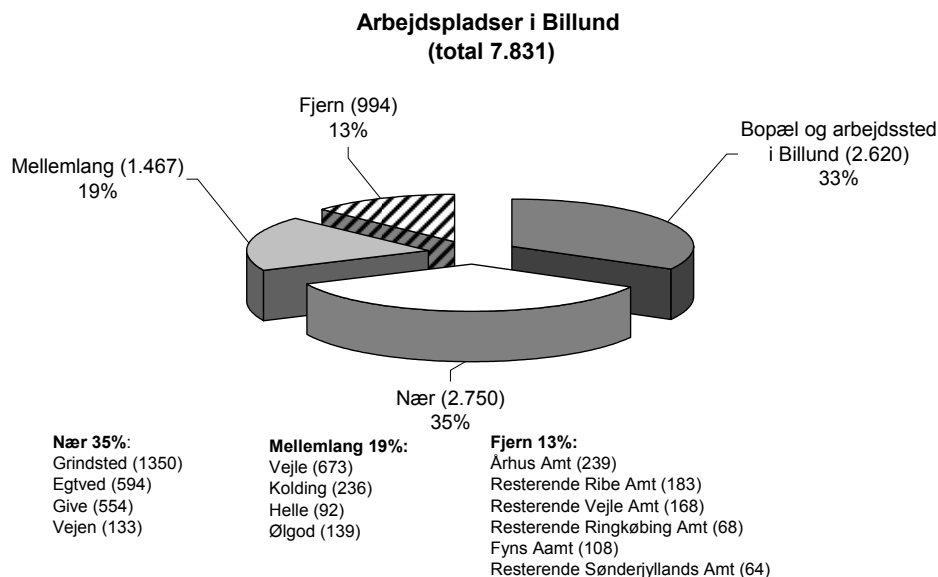 Arbejdspladser i Billund
(total 7.831)
Fjern (994)
13%
Bopæl og arbejdssted
i Billund (2.620)
33%
Mellemlang (1.467)
19%
Nær (2.750)
35%
Nær 35%:
Grindsted (1350)
Egtved (594)
Give (554)
Vejen (133)
Mellemlang 19%:
Vejle (673)
Kolding (236)
Helle (92)
Ølgod (139)
Fjern 13%:
Århus Amt (239)
Resterende Ribe Amt (183)
Resterende Vejle Amt (168)
Resterende Ringkøbing Amt (68)
Fyns Aamt (108)
Resterende Sønderjyllands Amt (64)